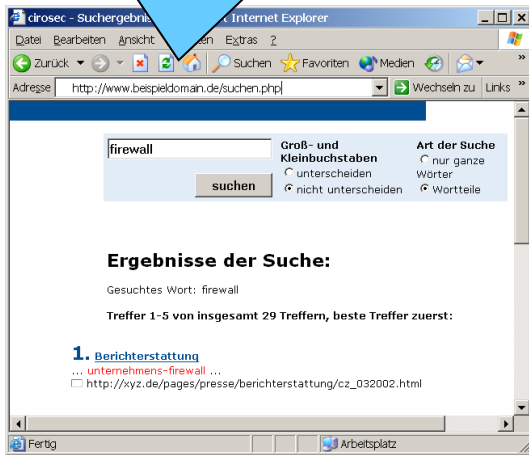 cirosec - Suchergebnis t Internet Explorer
Datei Bearbeiten Ansicht en Extras ?
Zurück Suchen Favoriten Medien »
Adresse http://www.beispieldomain.de/suchen.php Wechseln zu Links »
firewall
suchen
Groß- und
Kleinbuchstaben
unterscheiden
nicht unterscheiden
Art der Suche
nur ganze
Wörter
Wortteile
Ergebnisse der Suche:
Gesuchtes Wort: firewall
Treffer 1-5 von insgesamt 29 Treffern, beste Treffer zuerst:
1. Berichterstattung
... unternehmens-firewall ...
http://xyz.de/pages/presse/berichterstattung/cz_032002.html
Fertig Arbeitsplatz